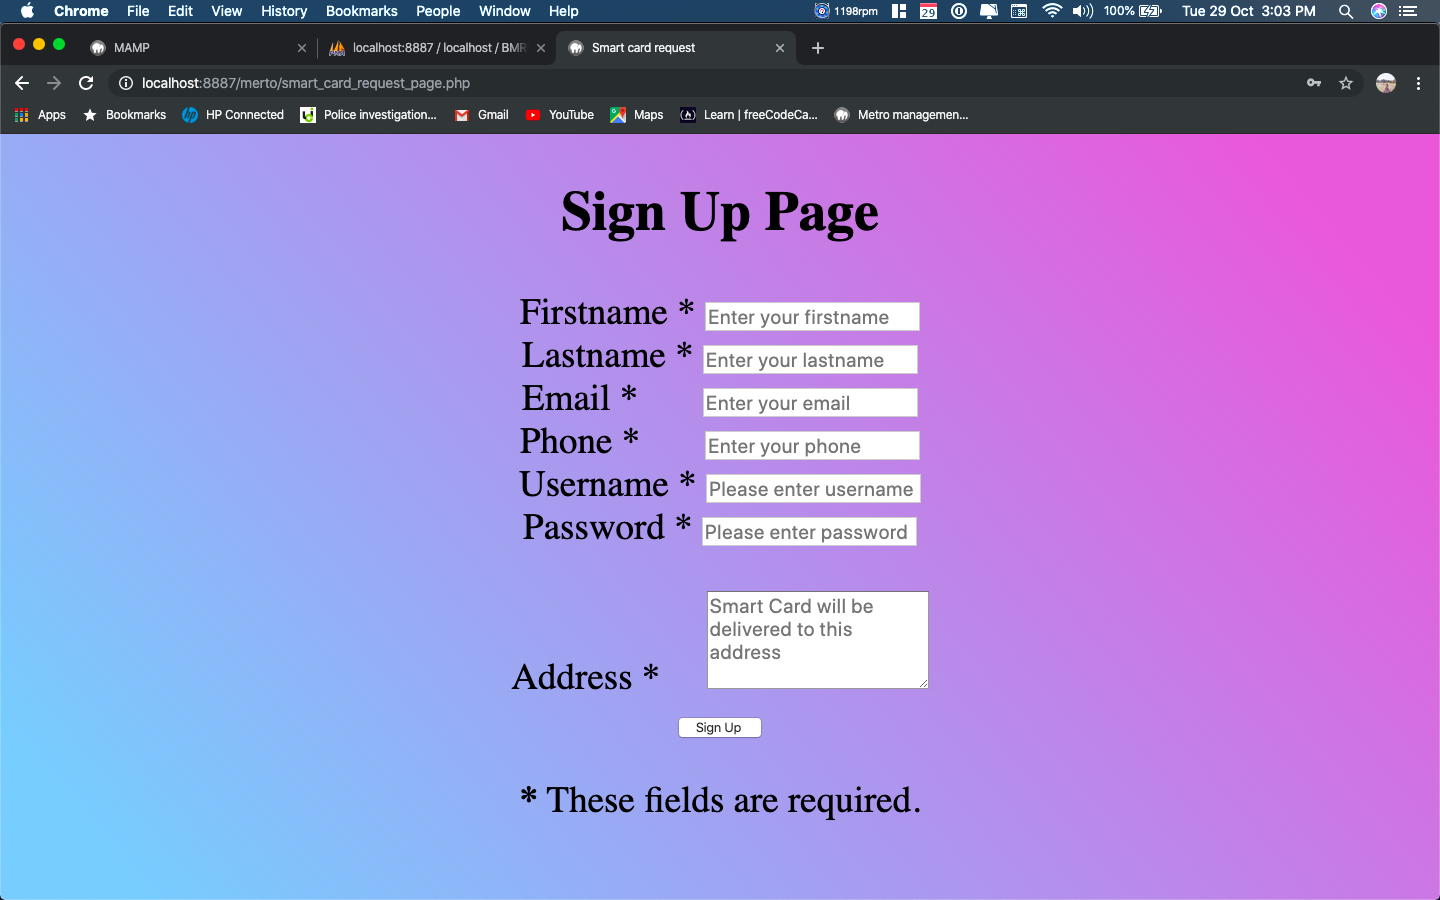 Chrome File Edit View History Bookmarks People Window Help 1198rpm 29 100% Tue 29 Oct 3:03 PM
MAMP localhost:8887 / localhost / BMR Smart card request
localhost:8887/merto/smart_card_request_page.php
Apps Bookmarks HP Connected Police investigation... Gmail YouTube Maps Learn | freeCodeCa... Metro managemen...
Sign Up Page
Firstname * Enter your firstname
Lastname * Enter your lastname
Email * Enter your email
Phone * Enter your phone
Username * Please enter username
Password * Please enter password
Smart Card will be
delivered to this
address
Address *
Sign Up
* These fields are required.